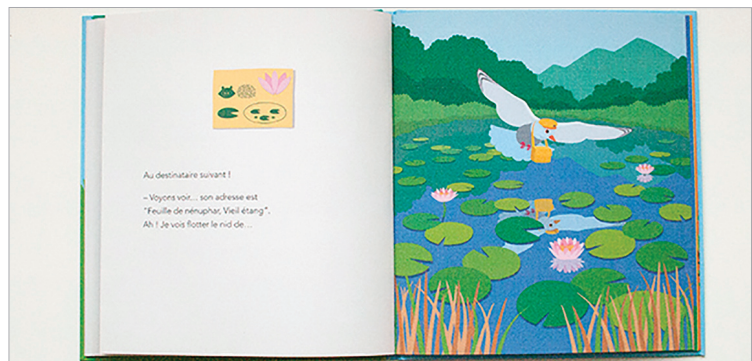 Au destinataire suivant !
– Voyons voir... son adresse est
"Feuille de nénuphar, Vieil étang".
Ah ! Je vois flotter le nid de...